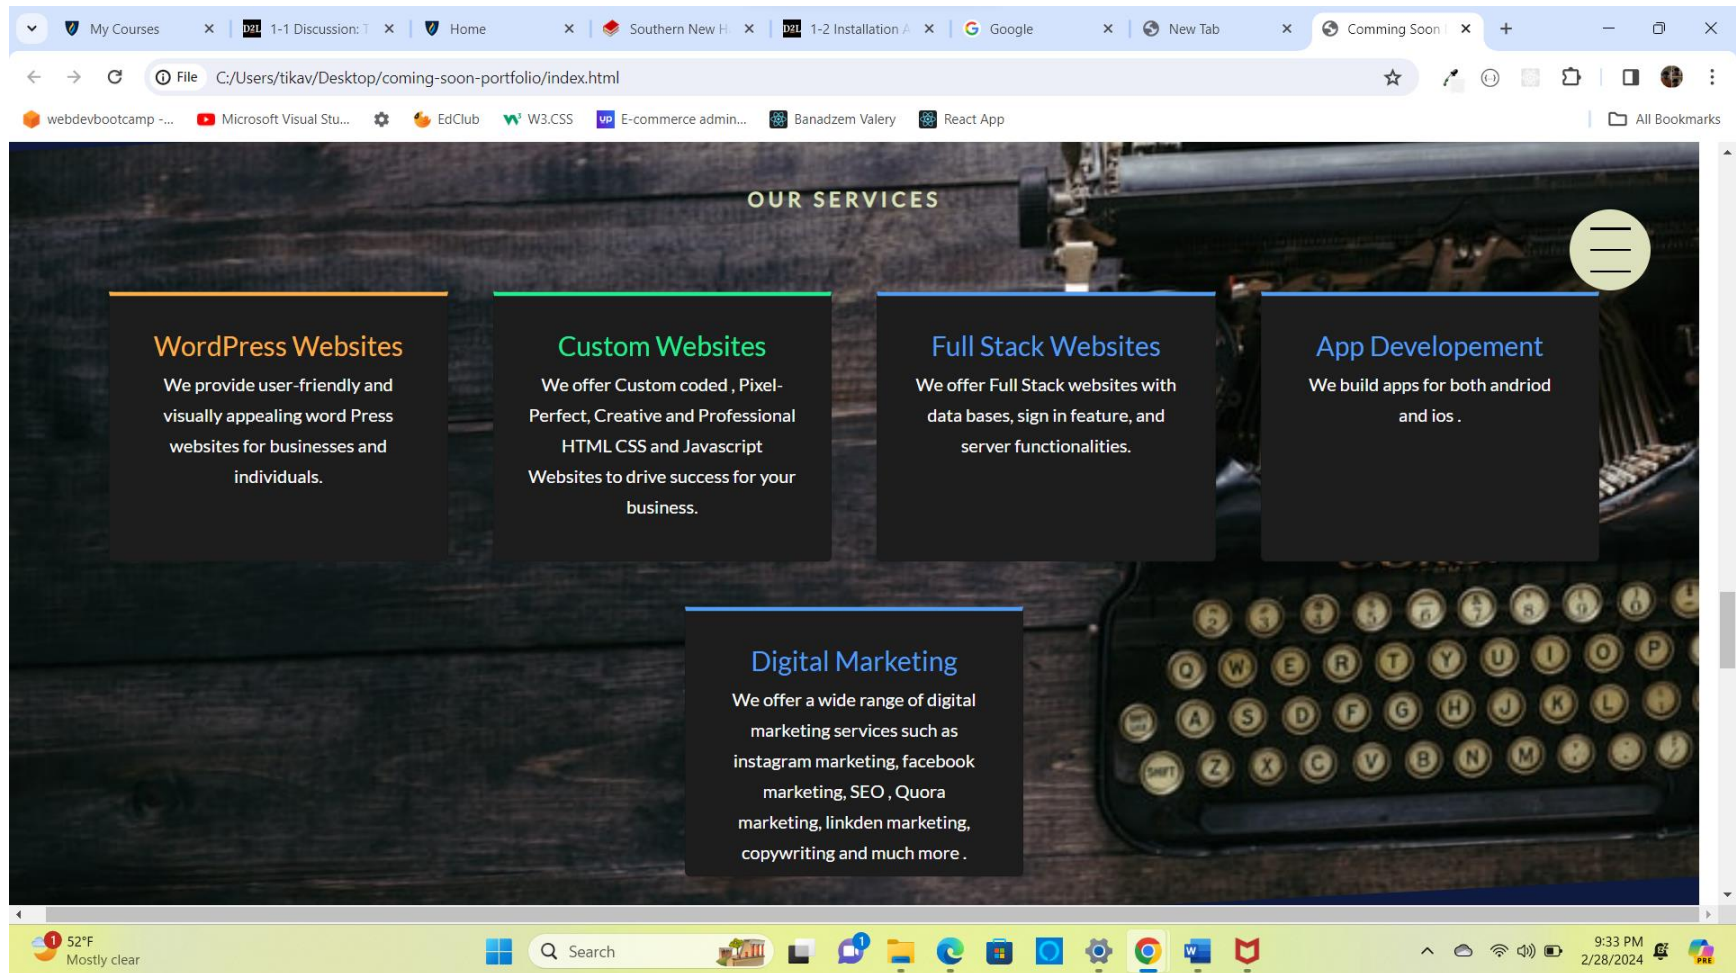 My Courses
D2L 1-1 Discussion: T
Home
Southern New H
D2L 1-2 Installation A
G Google
New Tab
Comming Soon
File C:/Users/tikav/Desktop/coming-soon-portfolio/index.html
webdevbootcamp -...
Microsoft Visual Stu...
EdClub
W3.CSS
UP E-commerce admin...
Banadzem Valery
React App
All Bookmarks
OUR SERVICES
WordPress Websites
We provide user-friendly and
visually appealing word Press
websites for businesses and
individuals.
Custom Websites
We offer Custom coded , Pixel-
Perfect, Creative and Professional
HTML CSS and Javascript
Websites to drive success for your
business.
Full Stack Websites
We offer Full Stack websites with
data bases, sign in feature, and
server functionalities.
App Developement
We build apps for both andriod
and ios .
Digital Marketing
We offer a wide range of digital
marketing services such as
instagram marketing, facebook
marketing, SEO , Quora
marketing, linkden marketing,
copywriting and much more .
Q W E R T Y U I O P
A S D F G H J K L
SHIFT Z X C V B N M
1
52°F
Mostly clear
Search
1
9:33 PM
2/28/2024
PRE